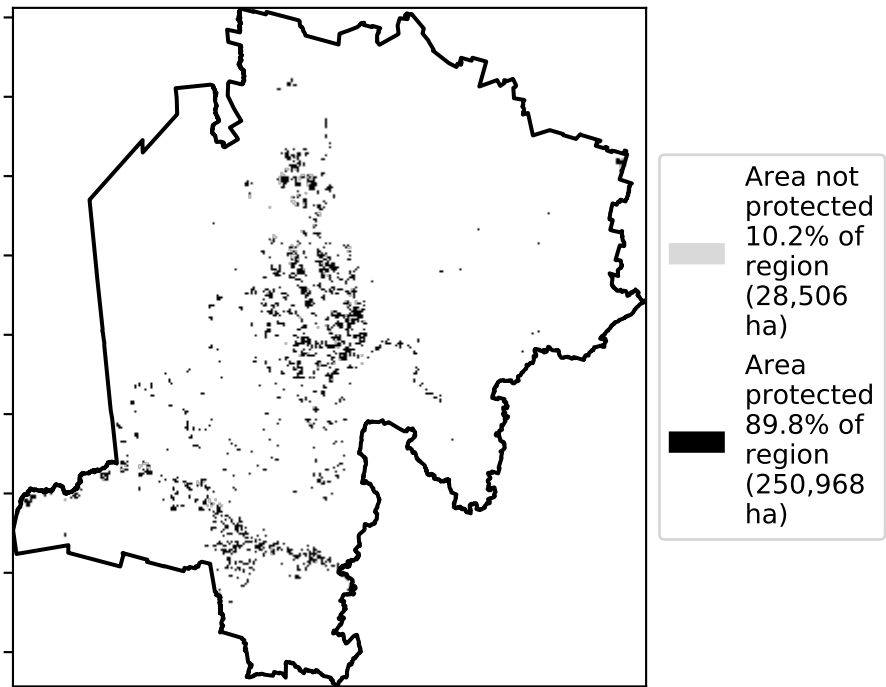 Area not
protected
10.2% of
region
(28,506
ha)
Area
protected
89.8% of
region
(250,968
ha)